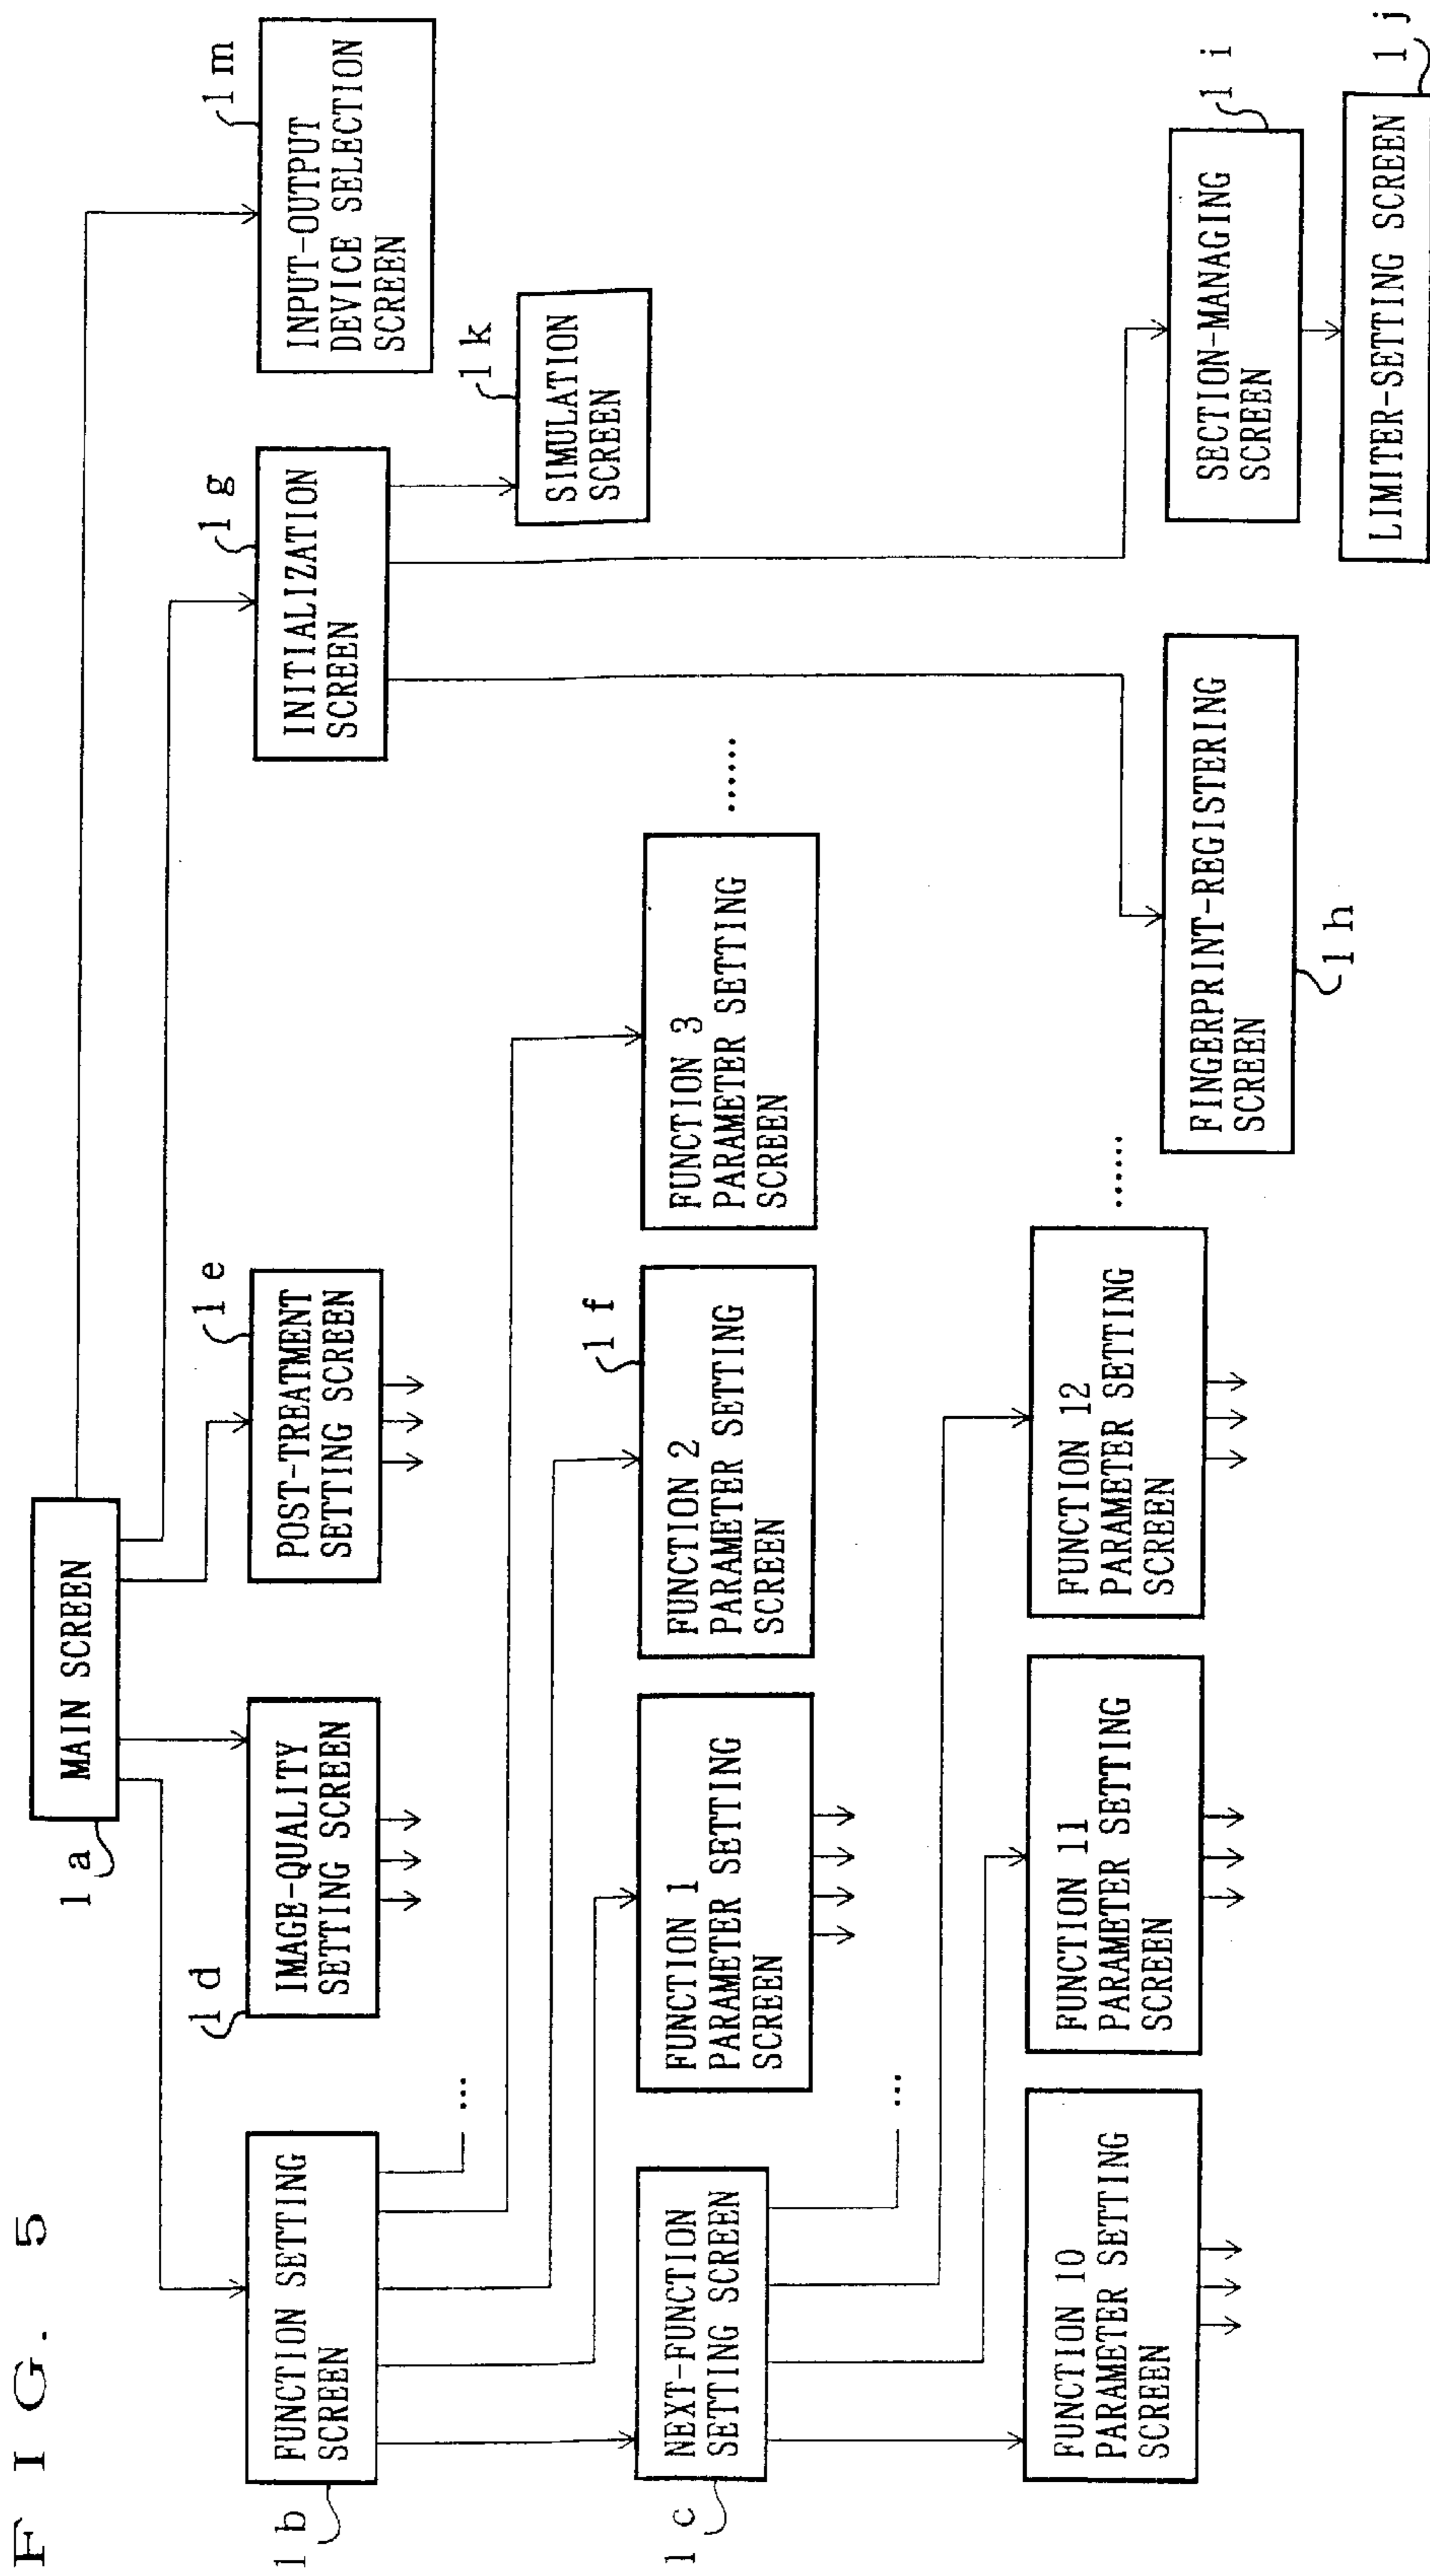 FIG. 5
1a
MAIN SCREEN
1b
FUNCTION SETTING
SCREEN
1d
IMAGE-QUALITY
SETTING SCREEN
1e
POST-TREATMENT
SETTING SCREEN
1g
INITIALIZATION
SCREEN
1m
INPUT-OUTPUT
DEVICE SELECTION
SCREEN
...
1k
SIMULATION
SCREEN
1c
NEXT-FUNCTION
SETTING SCREEN
FUNCTION 1
PARAMETER SETTING
SCREEN
1f
FUNCTION 2
PARAMETER SETTING
SCREEN
FUNCTION 3
PARAMETER SETTING
SCREEN
......
...
FUNCTION 10
PARAMETER SETTING
SCREEN
FUNCTION 11
PARAMETER SETTING
SCREEN
FUNCTION 12
PARAMETER SETTING
SCREEN
......
FINGERPRINT-REGISTERING
SCREEN
1h
SECTION-MANAGING
SCREEN
1i
LIMITER-SETTING SCREEN
1j